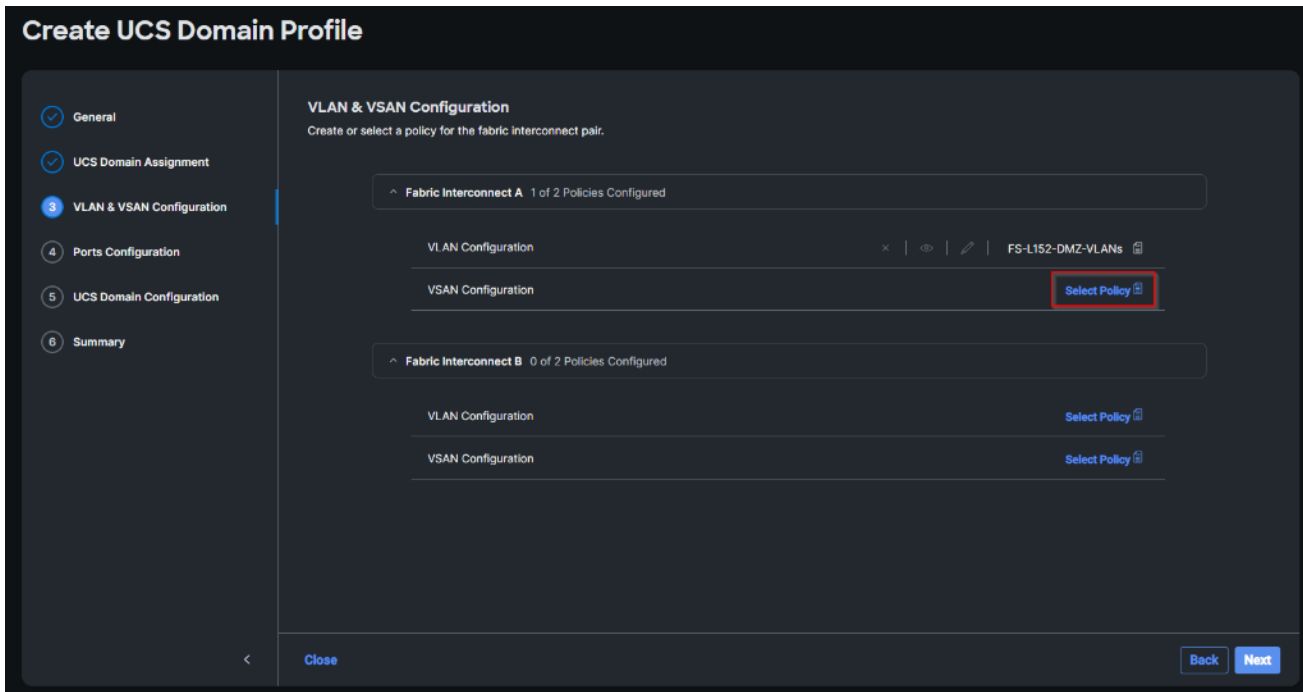 Create UCS Domain Profile
General
UCS Domain Assignment
3 VLAN & VSAN Configuration
4 Ports Configuration
5 UCS Domain Configuration
6 Summary
VLAN & VSAN Configuration
Create or select a policy for the fabric interconnect pair.
Fabric Interconnect A 1 of 2 Policies Configured
VLAN Configuration FS-L152-DMZ-VLANs
VSAN Configuration Select Policy
Fabric Interconnect B 0 of 2 Policies Configured
VLAN Configuration Select Policy
VSAN Configuration Select Policy
Close Back Next